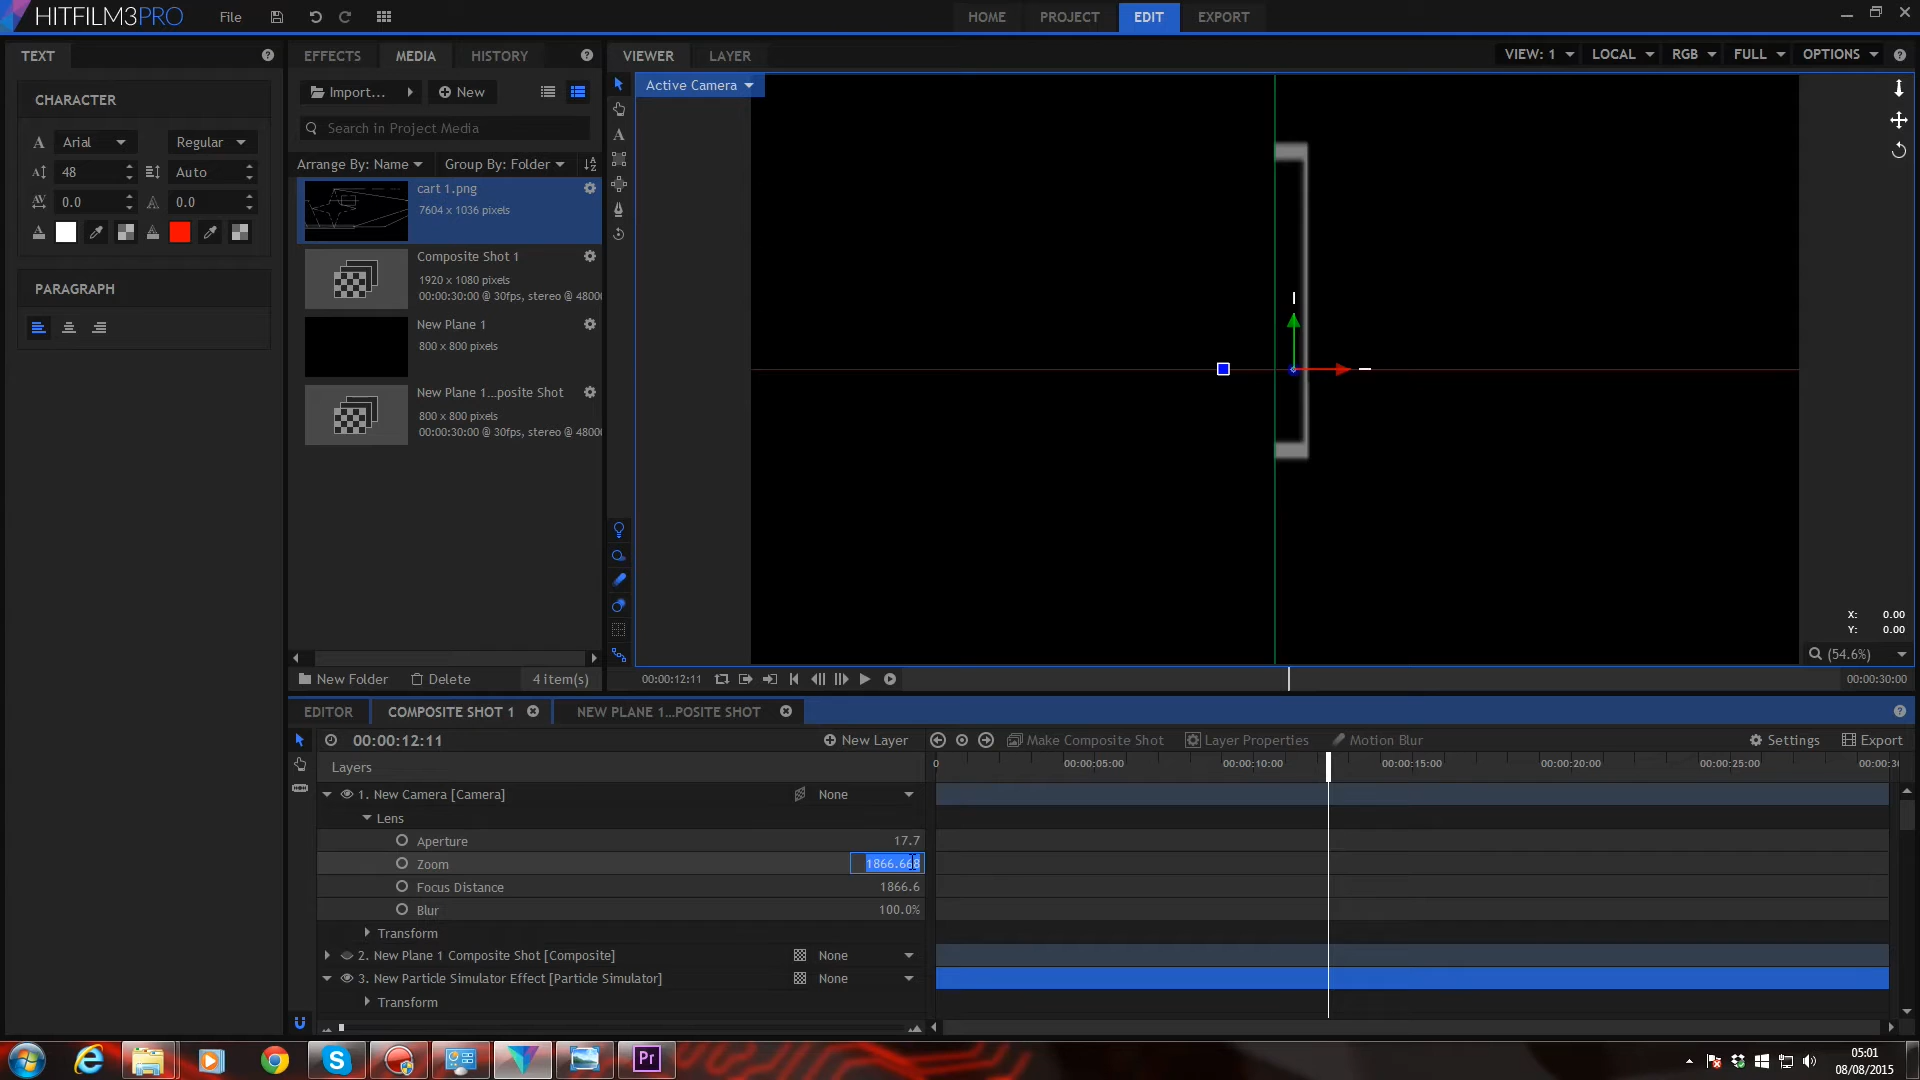 HITFILM3PRO File HOME PROJECT EDIT EXPORT
TEXT EFFECTS MEDIA HISTORY VIEWER LAYER VIEW: 1 LOCAL RGB FULL OPTIONS
CHARACTER
A Arial Regular
48 Auto
0.0 0.0
PARAGRAPH
Import... New
Search in Project Media
Arrange By: Name Group By: Folder
cart 1.png
7604 x 1036 pixels
Composite Shot 1
1920 x 1080 pixels
00:00:30:00 @ 30fps, stereo @ 48000
New Plane 1
800 x 800 pixels
New Plane 1...posite Shot
800 x 800 pixels
00:00:30:00 @ 30fps, stereo @ 4800
New Folder Delete 4 item(s)
Active Camera
X: 0.00
Y: 0.00
(54.6%)
00:00:12:11 00:00:30:00
EDITOR COMPOSITE SHOT 1 NEW PLANE 1...POSITE SHOT
00:00:12:11 New Layer Make Composite Shot Layer Properties Motion Blur Settings Export
Layers 0 00:00:05:00 00:00:10:00 00:00:15:00 00:00:20:00 00:00:25:00 00:00:30
1. New Camera [Camera] None
Lens
Aperture 17.7
Zoom 1866.668
Focus Distance 1866.6
Blur 100.0%
Transform
2. New Plane 1 Composite Shot [Composite] None
3. New Particle Simulator Effect [Particle Simulator] None
Transform
Pr
05:01
08/08/2015